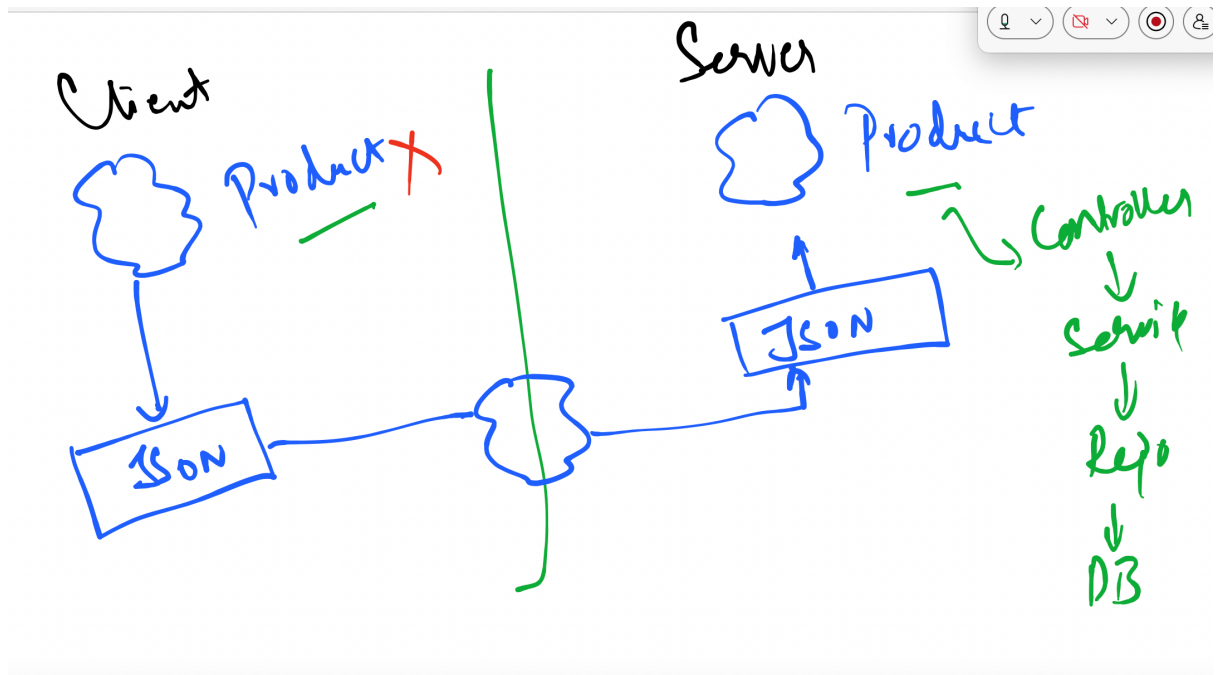 Client
Server
Product X
Product
Controller
JSON
Service
JSON
Repo
DB